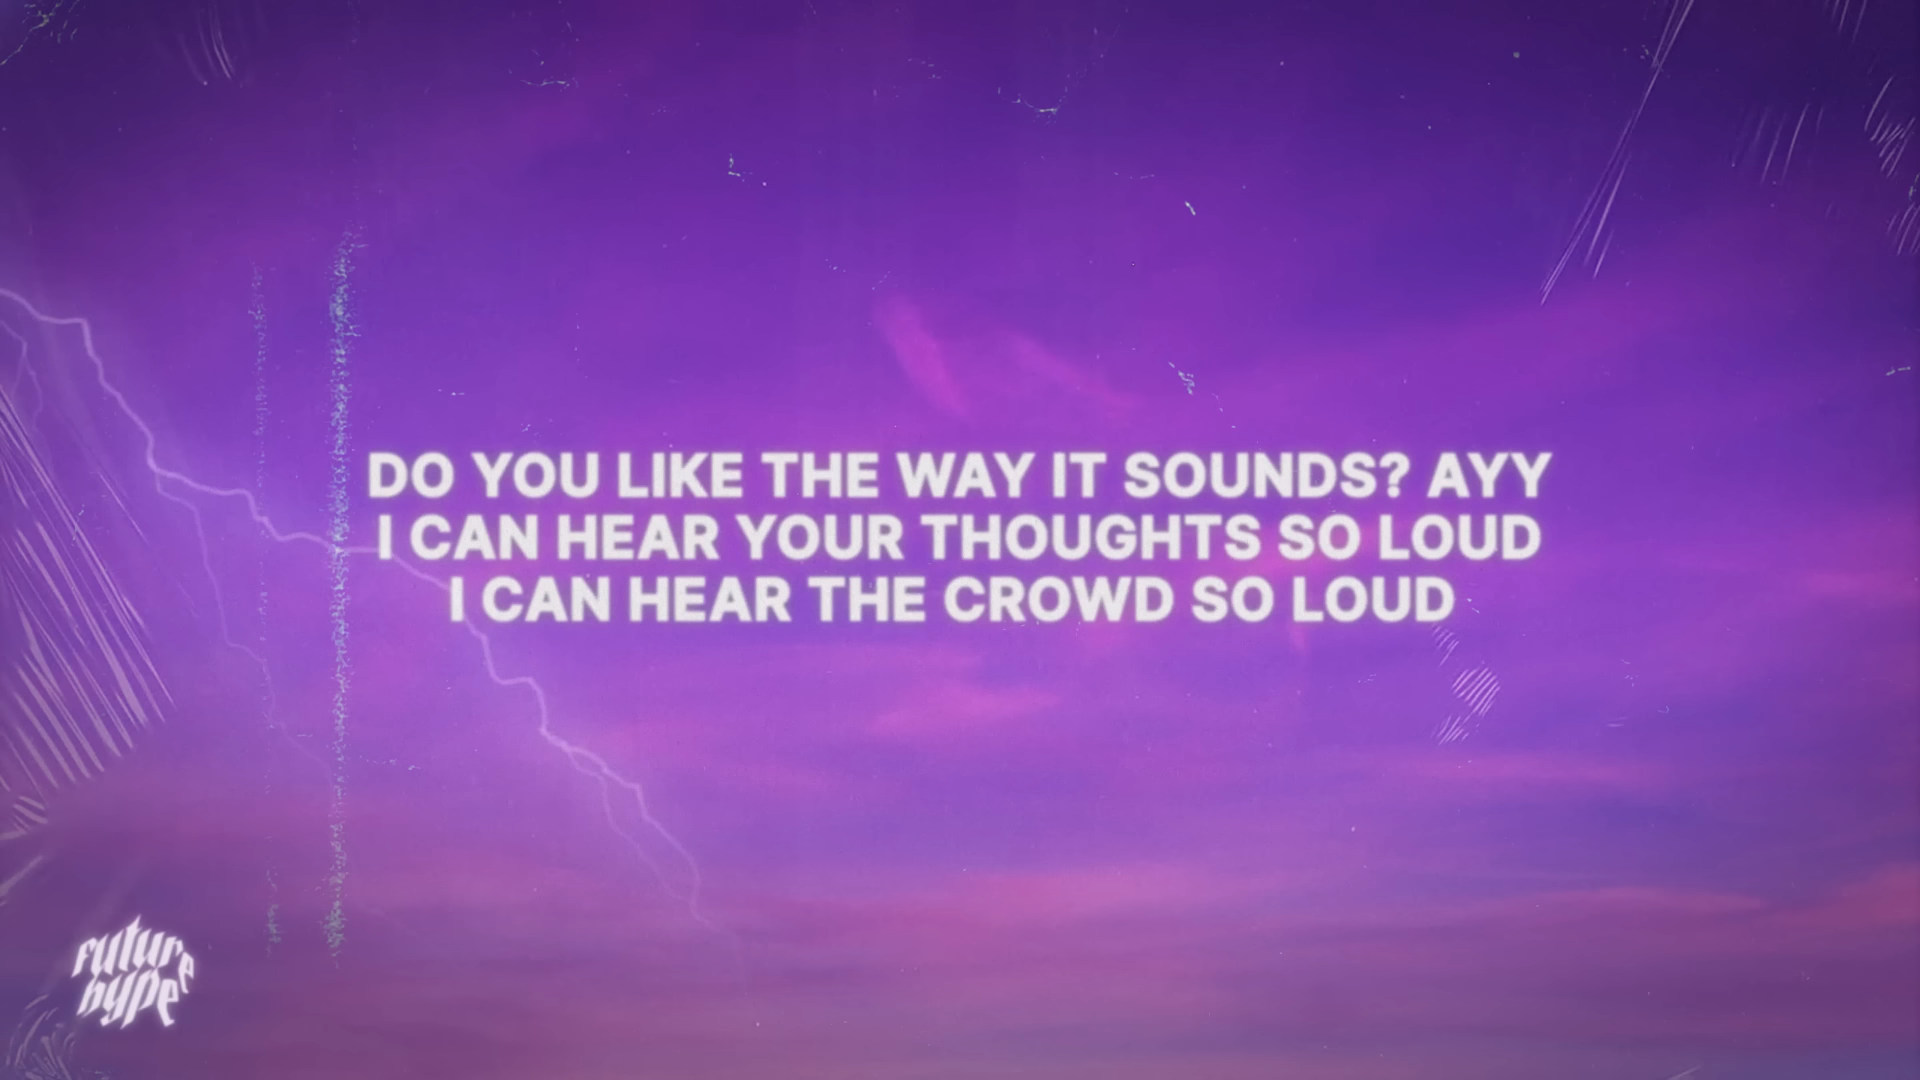 DO YOU LIKE THE WAY IT SOUNDS? AYY
I CAN HEAR YOUR THOUGHTS SO LOUD
I CAN HEAR THE CROWD SO LOUD
future
hype